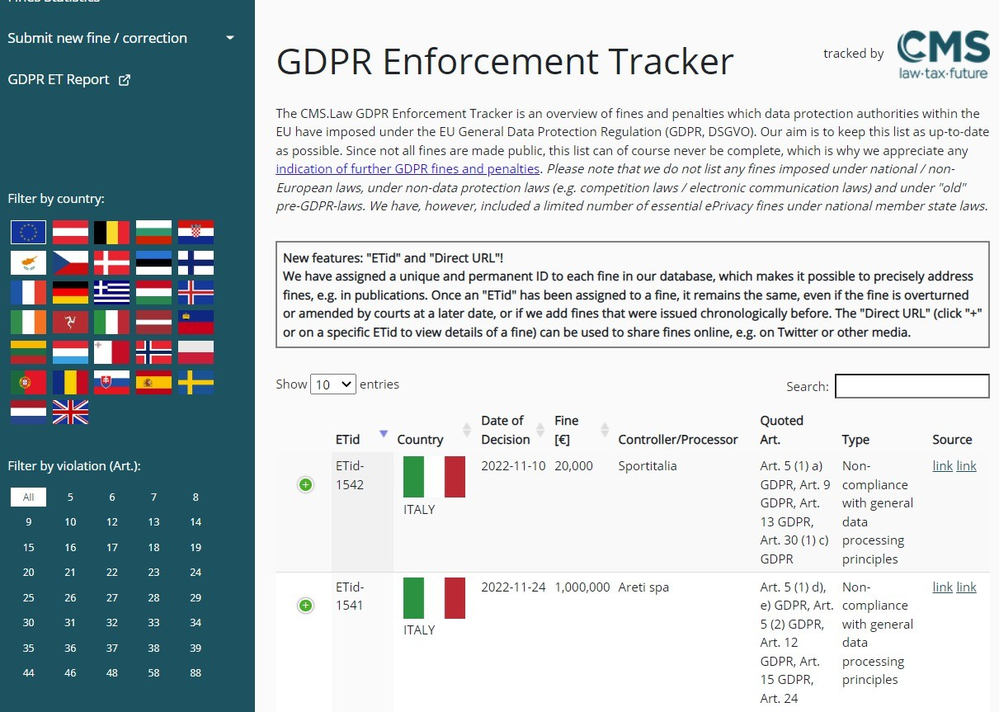 Submit new fine / correction
GDPR ET Report
Filter by country:
Filter by violation (Art.):
All 5 6 7 8
9 10 12 13 14
15 16 17 18 19
20 21 22 23 24
25 26 27 28 29
30 31 32 33 34
35 36 37 38 39
44 46 48 58 88
GDPR Enforcement Tracker
tracked by
CMS
law·tax·future
The CMS.Law GDPR Enforcement Tracker is an overview of fines and penalties which data protection authorities within the
EU have imposed under the EU General Data Protection Regulation (GDPR, DSGVO). Our aim is to keep this list as up-to-date
as possible. Since not all fines are made public, this list can of course never be complete, which is why we appreciate any
indication of further GDPR fines and penalties. Please note that we do not list any fines imposed under national / non-
European laws, under non-data protection laws (e.g. competition laws / electronic communication laws) and under "old"
pre-GDPR-laws. We have, however, included a limited number of essential ePrivacy fines under national member state laws.
New features: "ETid" and "Direct URL"!
We have assigned a unique and permanent ID to each fine in our database, which makes it possible to precisely address
fines, e.g. in publications. Once an "ETid" has been assigned to a fine, it remains the same, even if the fine is overturned
or amended by courts at a later date, or if we add fines that were issued chronologically before. The "Direct URL" (click "+"
or on a specific ETid to view details of a fine) can be used to share fines online, e.g. on Twitter or other media.
Show 10 entries
Search:
ETid
Country
Date of
Decision
Fine
[€]
Controller/Processor
Quoted
Art.
Type
Source
ETid-
1542
ITALY
2022-11-10
20,000
Sportitalia
Art. 5 (1) a)
GDPR, Art. 9
GDPR, Art.
13 GDPR,
Art. 30 (1) c)
GDPR
Non-
compliance
with general
data
processing
principles
link link
ETid-
1541
ITALY
2022-11-24
1,000,000
Areti spa
Art. 5 (1) d),
e) GDPR, Art.
5 (2) GDPR,
Art. 12
GDPR, Art.
15 GDPR,
Art. 24
Non-
compliance
with general
data
processing
principles
link link